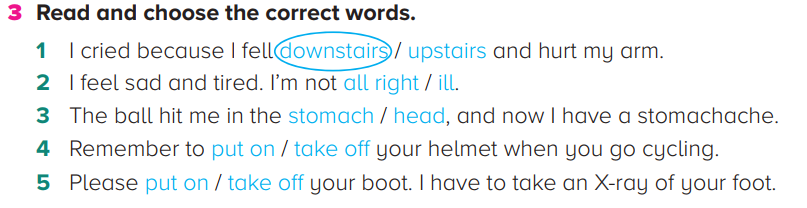 3 Read and choose the correct words.
1 I cried because I fell downstairs / upstairs and hurt my arm.
2 I feel sad and tired. I'm not all right / ill.
3 The ball hit me in the stomach / head, and now I have a stomachache.
4 Remember to put on / take off your helmet when you go cycling.
5 Please put on / take off your boot. I have to take an X-ray of your foot.